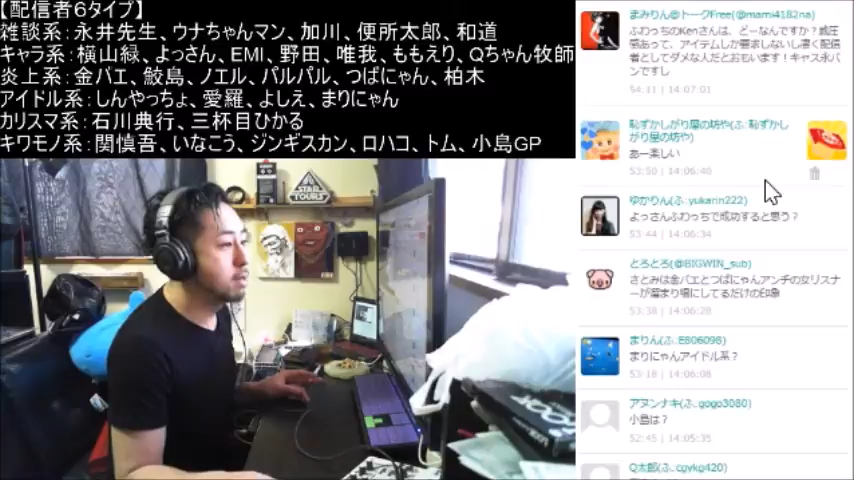 【配信者6タイプ】
雑談系：永井先生、ウナちゃんマン、加川、便所太郎、和道
キャラ系：横山緑、よっさん、EMI、野田、唯我、ももえり、Qちゃん牧師
炎上系：金バエ、鮫島、ノエル、パルパル、つばにゃん、柏木
アイドル系：しんやっちょ、愛羅、よしえ、まりにゃん
カリスマ系：石川典行、三杯目ひかる
キワモノ系：関慎吾、いなこう、ジンギスカン、ロハコ、トム、小島GP
STAR
TOURS
まみりん@トークFree(@mami4182na)
ふわっちのKenさんは、どーなんですか？威圧
感あって、アイテムしか要求しないし凄く配信
者としてダメな人だとおもいます！キャス永バ
ンですし
54:11 | 14:07:01
恥ずかしがり屋の坊や(ふ:恥ずかし
がり屋の坊や)
あー楽しい
53:50 | 14:06:40
ゆかりん(ふ:yukarin222)
よっさんふわっちで成功すると思う？
53:44 | 14:06:34
とろとろ(@BIGWIN_sub)
さとみは金バエとつばにゃんアンチの女リスナ
ーが溜まり場にしてるだけの印象
53:38 | 14:06:28
まりん(ふ:E806098)
まりにゃんアイドル系？
53:18 | 14:06:08
アヌンナキ(ふ:gogo3080)
小島は？
52:45 | 14:05:35
Q太郎(ふ:cgvkg420)